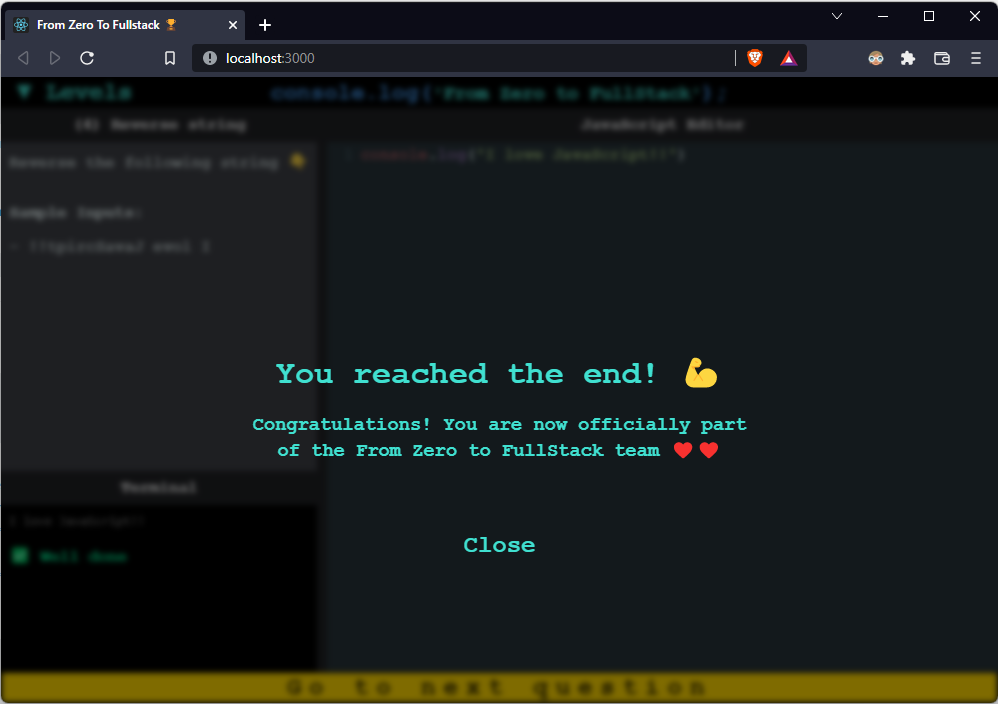 From Zero To Fullstack 🏆
localhost:3000
▼ Levels
console.log('From Zero to FullStack');
Reverse string
JavaScript Editor
Reverse the following string 👇
console.log("I love JavaScript!!")
Sample Inputs:
You reached the end! 💪
Congratulations! You are now officially part
of the From Zero to FullStack team ❤️❤️
Terminal
I love JavaScript!!
✅ Well done
Close
Go to next question